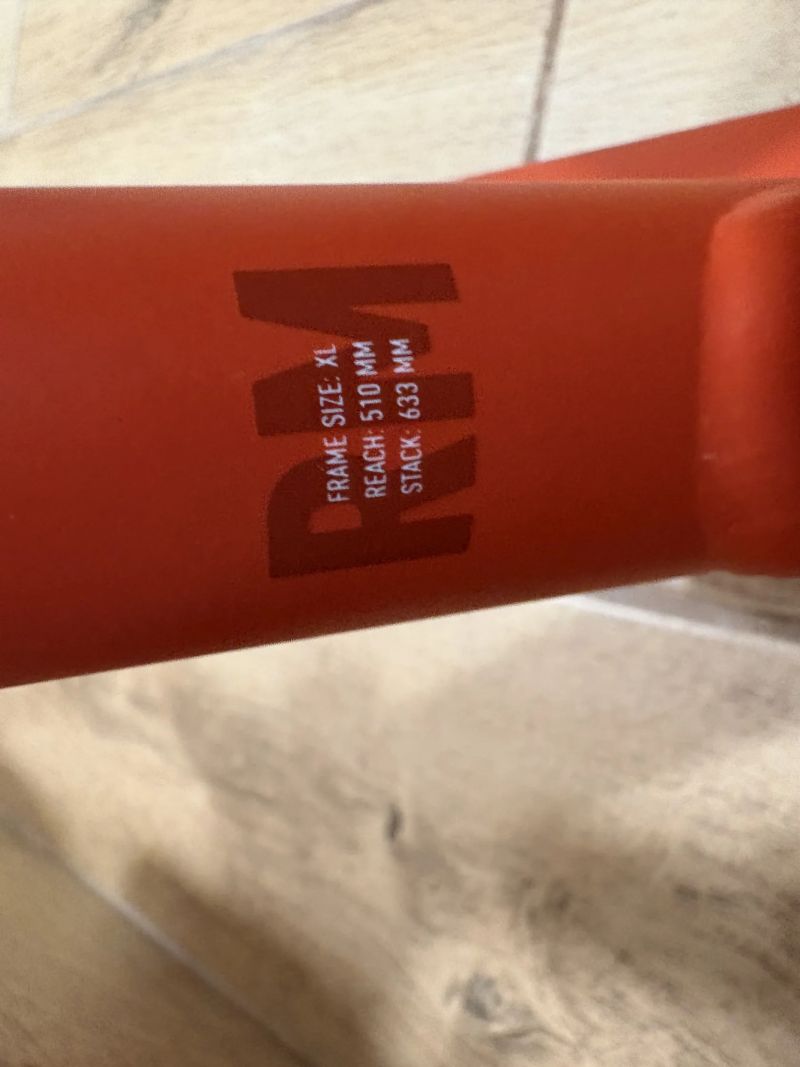 RM
FRAME SIZE: XL
REACH: 510 MM
STACK: 633 MM